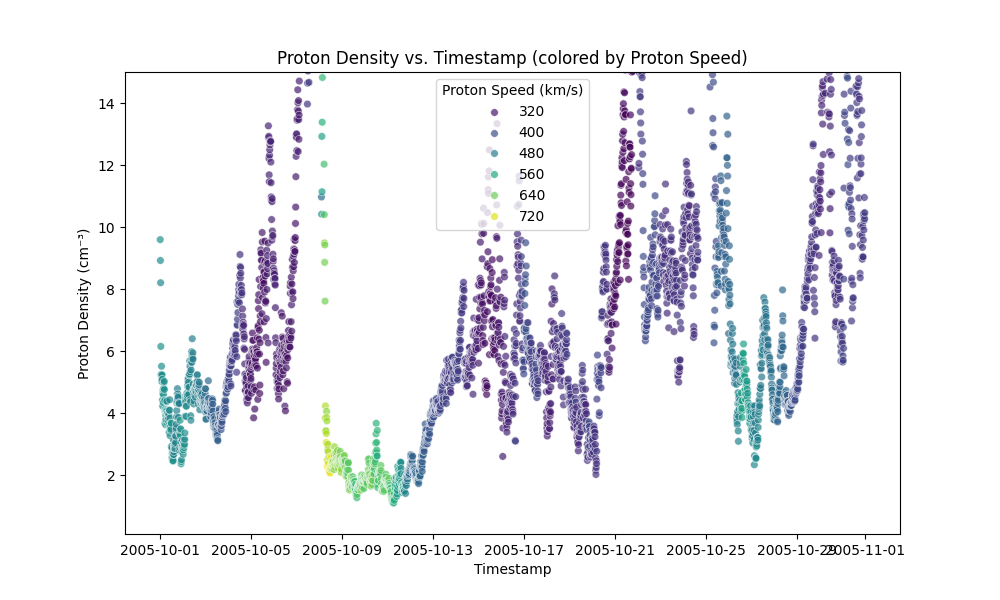 Proton Density vs. Timestamp (colored by Proton Speed)
Proton Density (cm⁻³)
14
12
10
8
6
4
2
Proton Speed (km/s)
320
400
480
560
640
720
2005-10-01 2005-10-05 2005-10-09 2005-10-13 2005-10-17 2005-10-21 2005-10-25 2005-10-29 2005-11-01
Timestamp